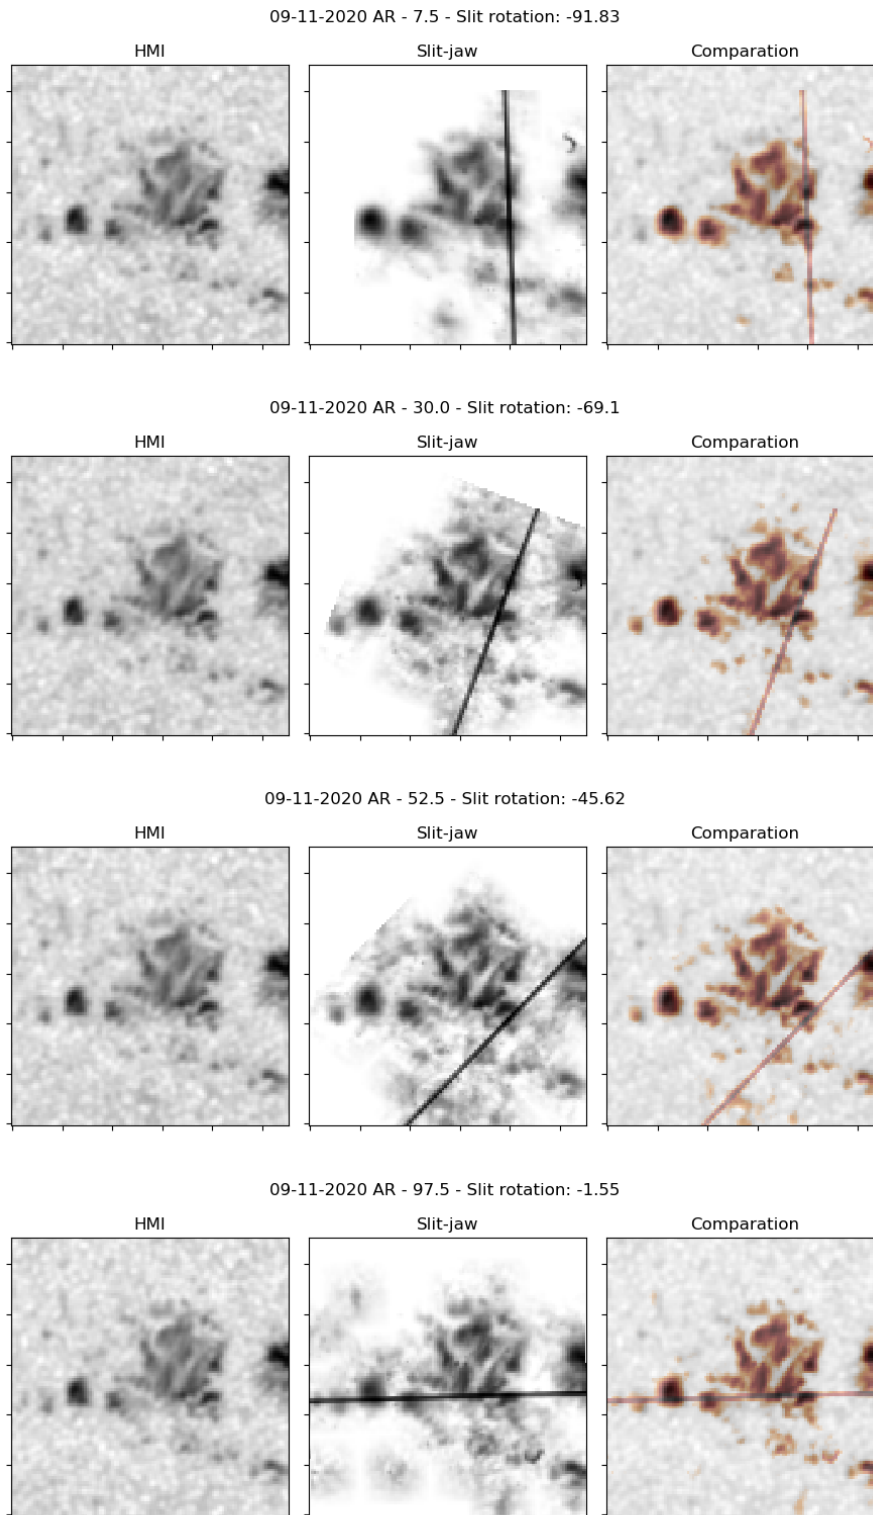 09-11-2020 AR - 7.5 - Slit rotation: -91.83
HMI
Slit-jaw
Comparation
09-11-2020 AR - 30.0 - Slit rotation: -69.1
HMI
Slit-jaw
Comparation
09-11-2020 AR - 52.5 - Slit rotation: -45.62
HMI
Slit-jaw
Comparation
09-11-2020 AR - 97.5 - Slit rotation: -1.55
HMI
Slit-jaw
Comparation